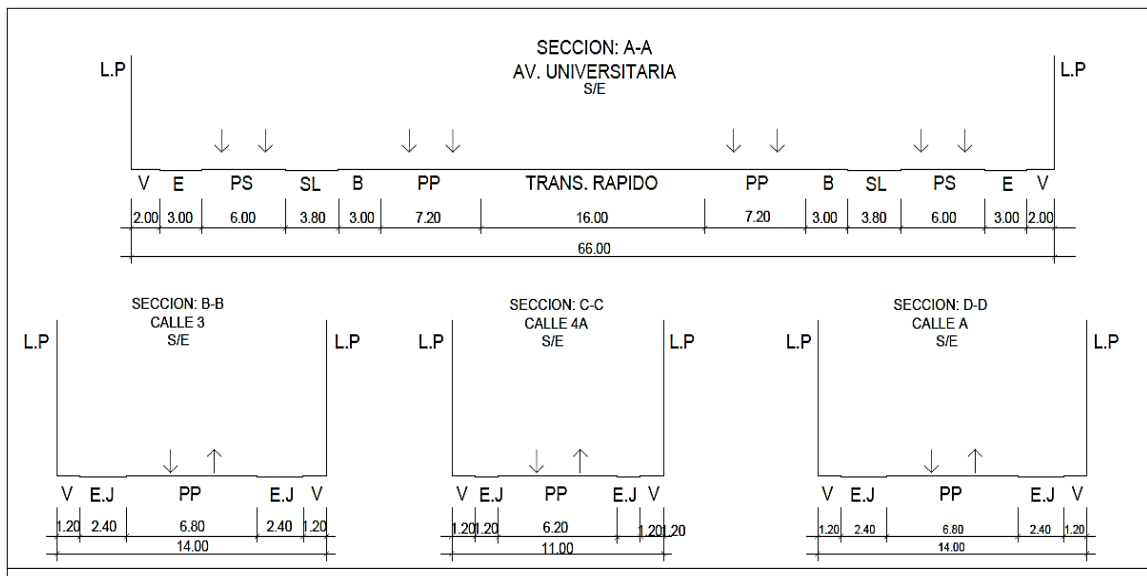 SECCION: A-A
AV. UNIVERSITARIA
S/E
L.P L.P
V E PS SL B PP TRANS. RAPIDO PP B SL PS E V
2.00 3.00 6.00 3.80 3.00 7.20 16.00 7.20 3.00 3.80 6.00 3.00 2.00
66.00
SECCION: B-B
CALLE 3
S/E
L.P L.P
V E.J PP E.J V
1.20 2.40 6.80 2.40 1.20
14.00
SECCION: C-C
CALLE 4A
S/E
L.P L.P
V E.J PP E.J V
1.20 1.20 6.20 1.20 1.20
11.00
SECCION: D-D
CALLE A
S/E
L.P L.P
V E.J PP E.J V
1.20 2.40 6.80 2.40 1.20
14.00